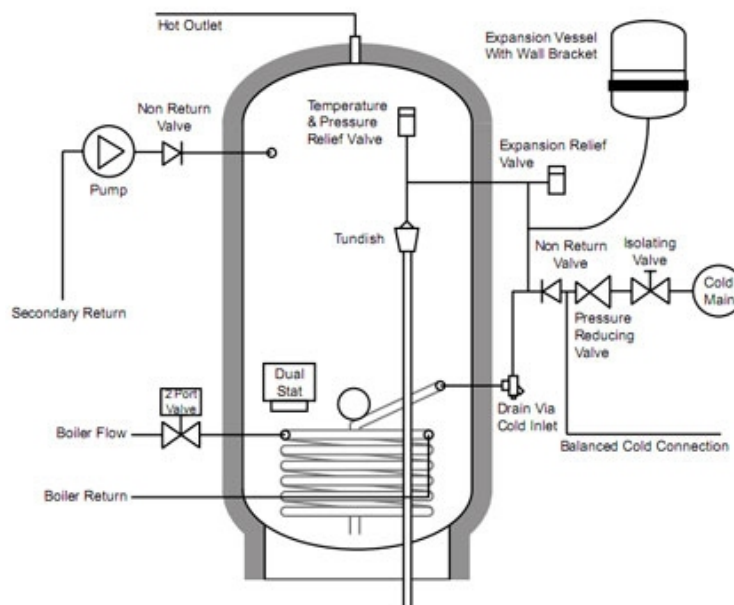 Hot Outlet
Expansion Vessel
With Wall Bracket
Non Return
Valve
Temperature
& Pressure
Relief Valve
Expansion Relief
Valve
Pump
Tundish
Non Return
Valve
Isolating
Valve
Cold
Main
Secondary Return
Pressure
Reducing
Valve
Dual
Stat
2 Port
Valve
Drain Via
Cold Inlet
Boiler Flow
Balanced Cold Connection
Boiler Return